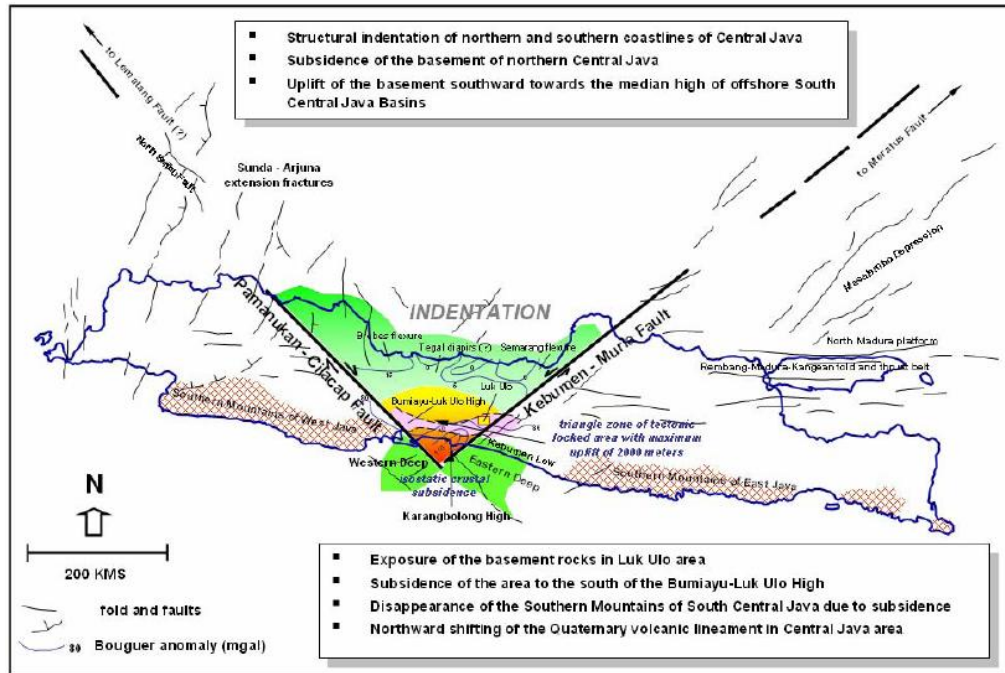 ▪ Structural indentation of northern and southern coastlines of Central Java
▪ Subsidence of the basement of northern Central Java
▪ Uplift of the basement southward towards the median high of offshore South
Central Java Basins
to Lematang Fault (?)
North Seribu Fault
Sunda - Arjuna
extension fractures
to Meratus Fault
Masalembo Depression
INDENTATION
Pamanukan - Cilacap Fault
Brebes flexure
Tegal diapirs (?)
Semarang flexure
Kebumen - Muria Fault
North Madura platform
Rembang-Madura-Kangean fold and thrust belt
Luk Ulo
Bumiayu-Luk Ulo High
Southern Mountains of West Java
80
triangle zone of tectonic
locked area with maximum
uplift of 2000 meters
Kebumen Low
Western Deep
Eastern Deep
isostatic crustal
subsidence
Karangbolong High
Southern Mountains of East Java
N
200 KMS
fold and faults
80 Bouguer anomaly (mgal)
▪ Exposure of the basement rocks in Luk Ulo area
▪ Subsidence of the area to the south of the Bumiayu-Luk Ulo High
▪ Disappearance of the Southern Mountains of South Central Java due to subsidence
▪ Northward shifting of the Quaternary volcanic lineament in Central Java area